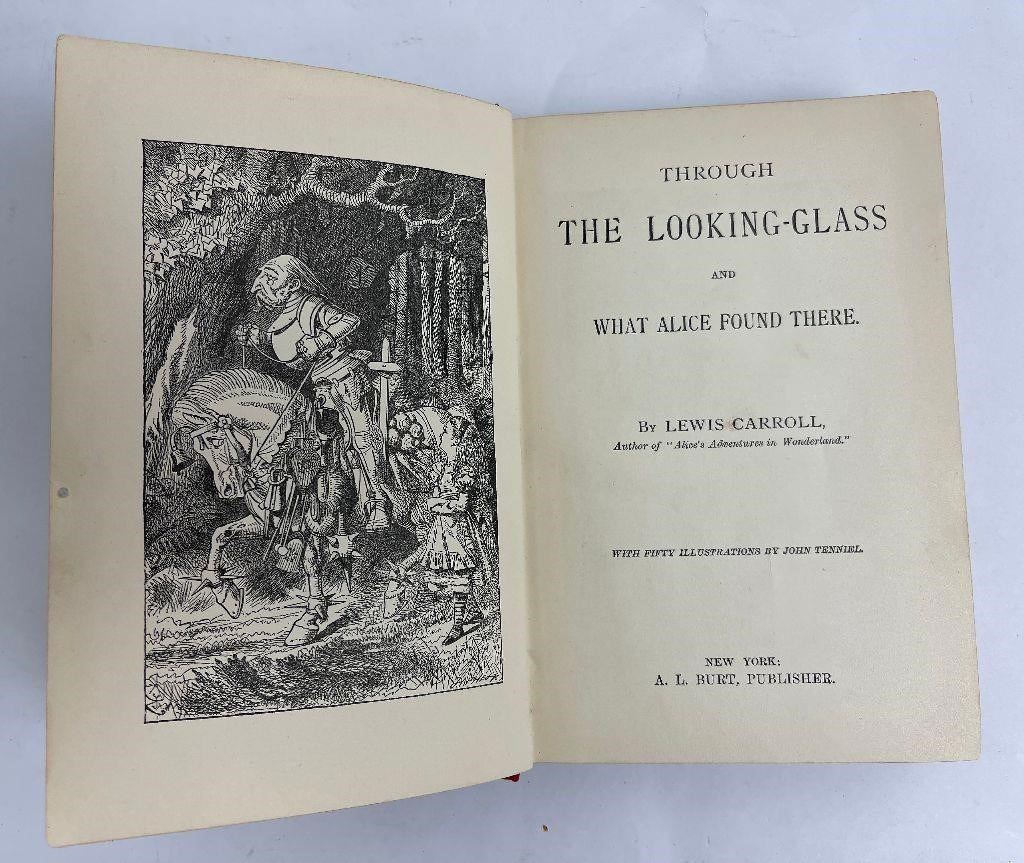 THROUGH
THE LOOKING-GLASS
AND
WHAT ALICE FOUND THERE.
By LEWIS CARROLL,
Author of "Alice's Adventures in Wonderland."
WITH FIFTY ILLUSTRATIONS BY JOHN TENNIEL.
NEW YORK:
A. L. BURT, PUBLISHER.